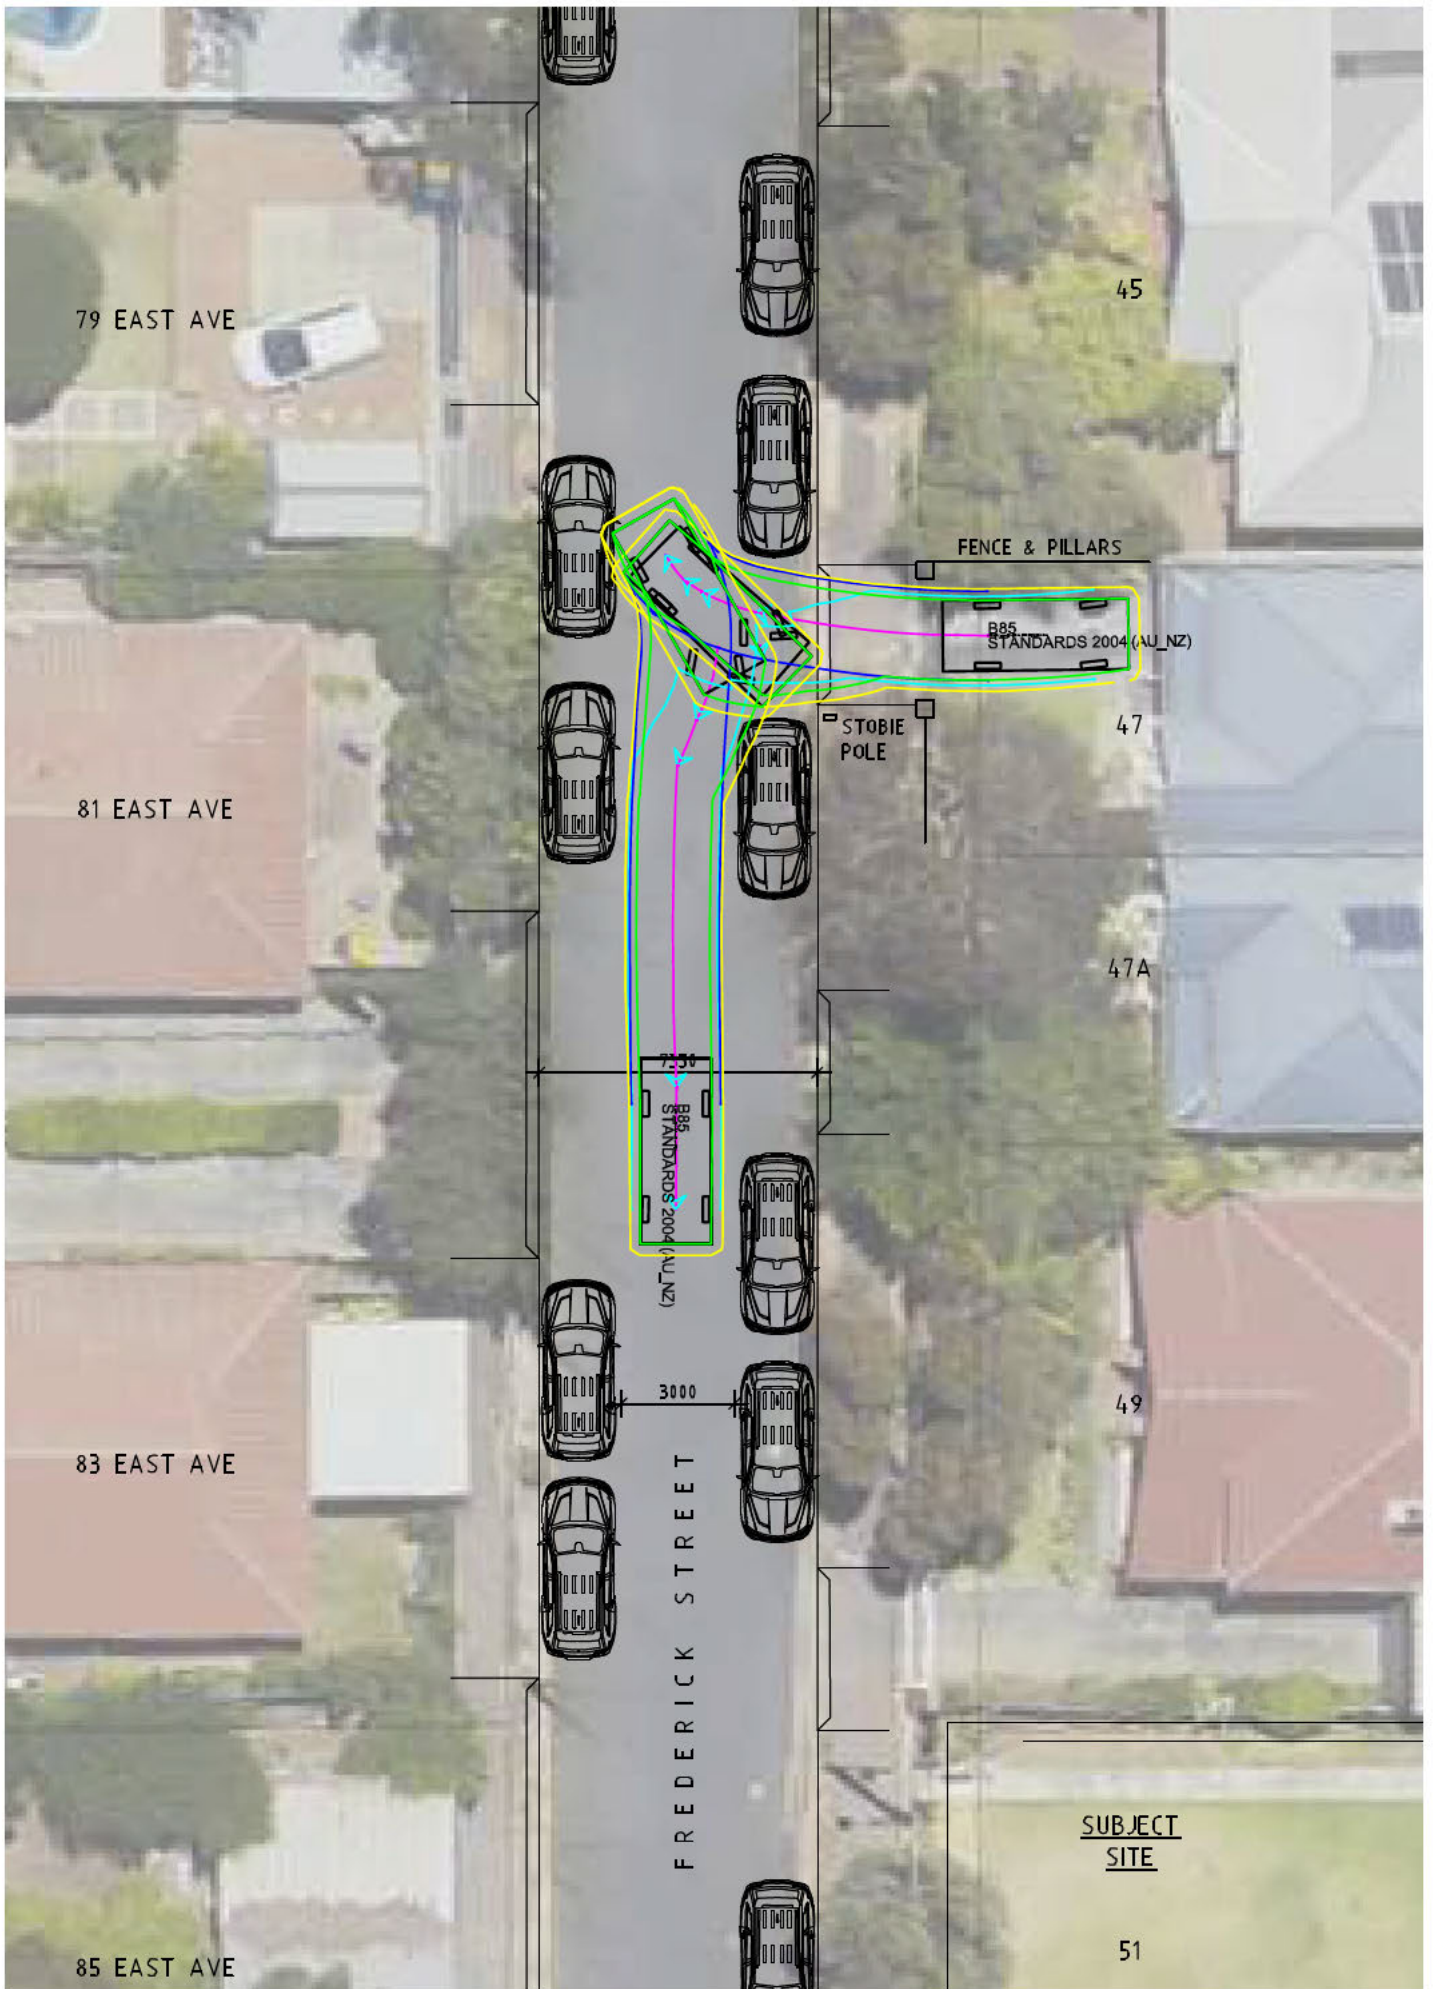 79 EAST AVE
45
FENCE & PILLARS
B85
STANDARDS 2004 (AU_NZ)
47
STOBIE
POLE
81 EAST AVE
47A
B85
STANDARDS 2004 (AU_NZ)
3000
49
83 EAST AVE
FREDERICK STREET
SUBJECT
SITE
51
85 EAST AVE